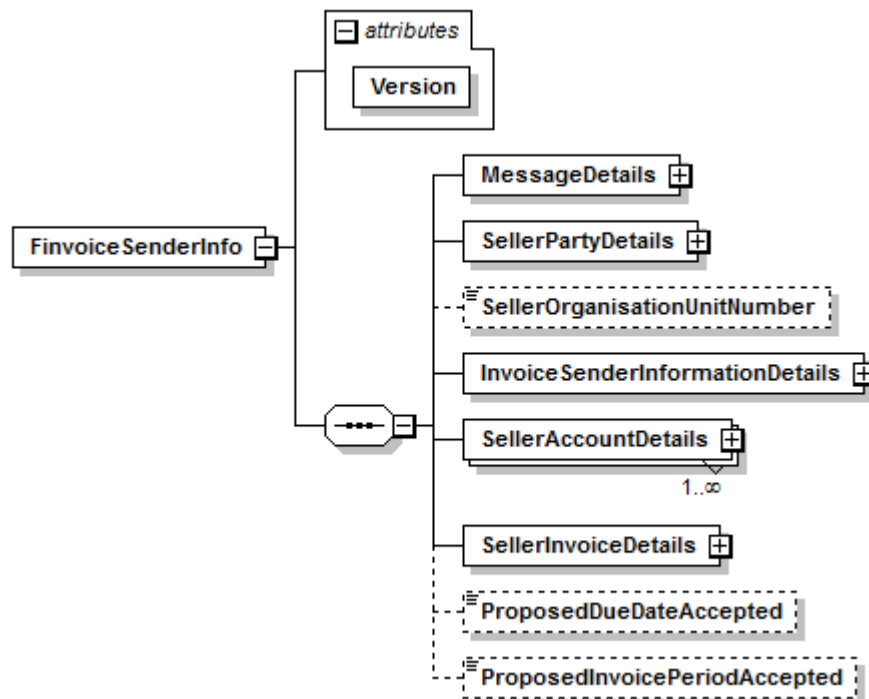 attributes
Version
MessageDetails
FinvoiceSenderInfo
SellerPartyDetails
SellerOrganisationUnitNumber
InvoiceSenderInformationDetails
SellerAccountDetails
1..∞
SellerInvoiceDetails
ProposedDueDateAccepted
ProposedInvoicePeriodAccepted